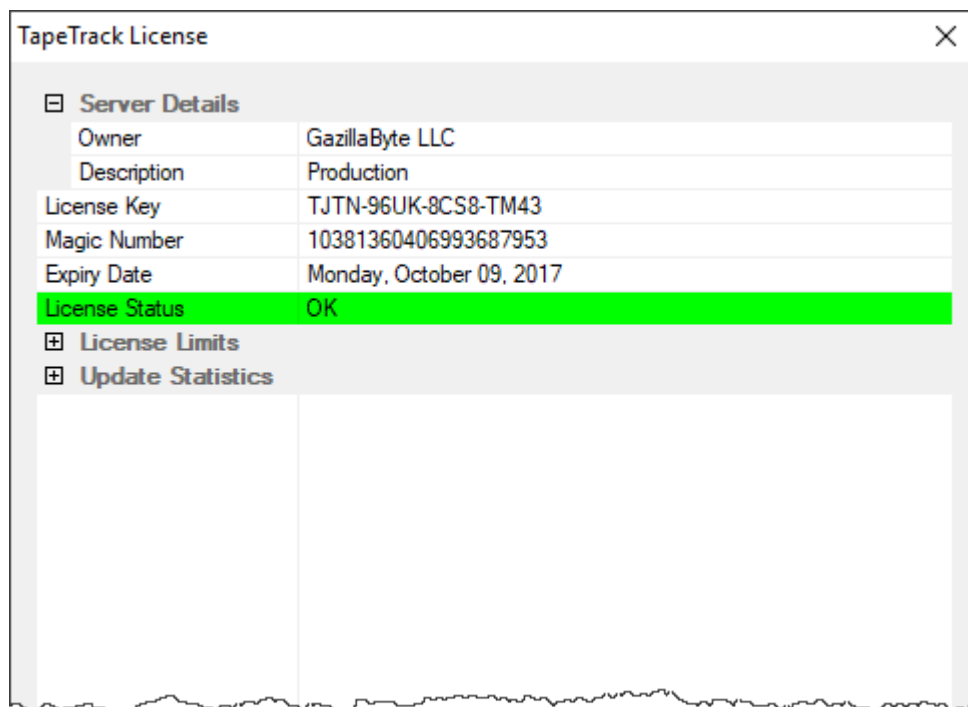 TapeTrack License
Server Details
Owner GazillaByte LLC
Description Production
License Key TJTN-96UK-8CS8-TM43
Magic Number 10381360406993687953
Expiry Date Monday, October 09, 2017
License Status OK
License Limits
Update Statistics